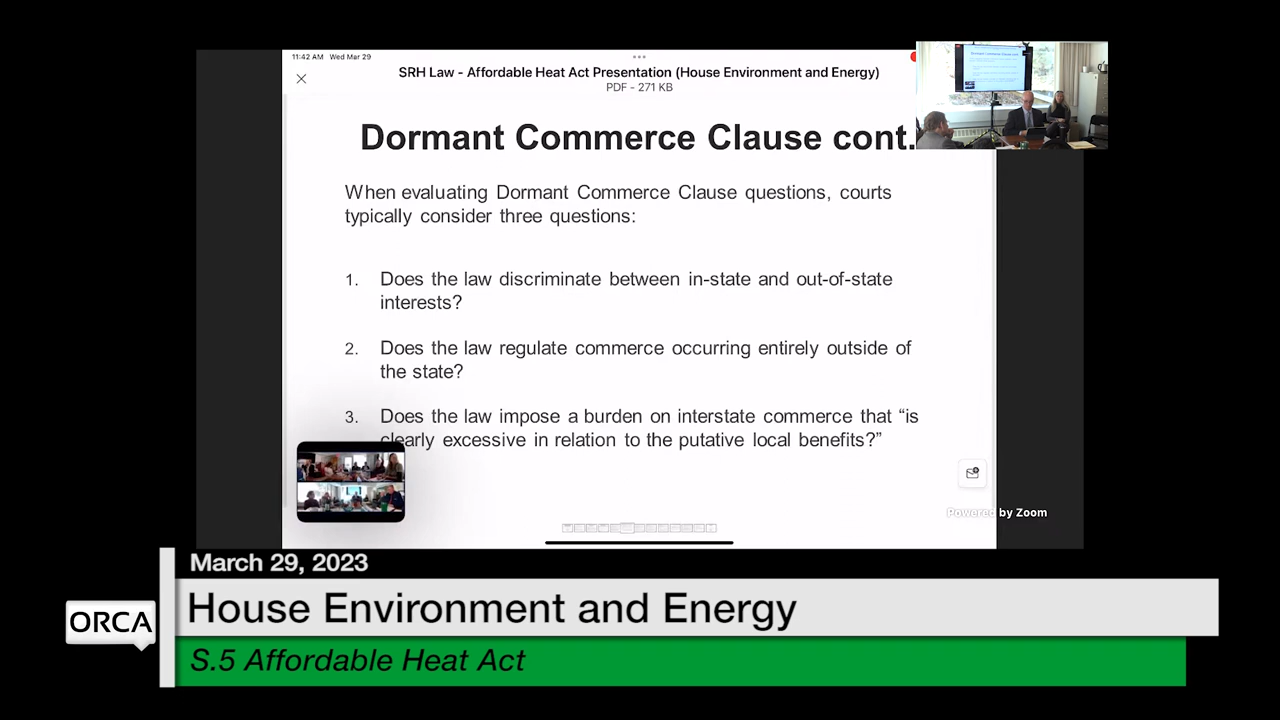 11:42 AM Wed Mar 29
SRH Law - Affordable Heat Act Presentation (House Environment and Energy)
PDF - 271 KB
Dormant Commerce Clause cont.
When evaluating Dormant Commerce Clause questions, courts
typically consider three questions:
1. Does the law discriminate between in-state and out-of-state
interests?
2. Does the law regulate commerce occurring entirely outside of
the state?
3. Does the law impose a burden on interstate commerce that “is
clearly excessive in relation to the putative local benefits?”
Powered by Zoom
March 29, 2023
House Environment and Energy
ORCA
S.5 Affordable Heat Act